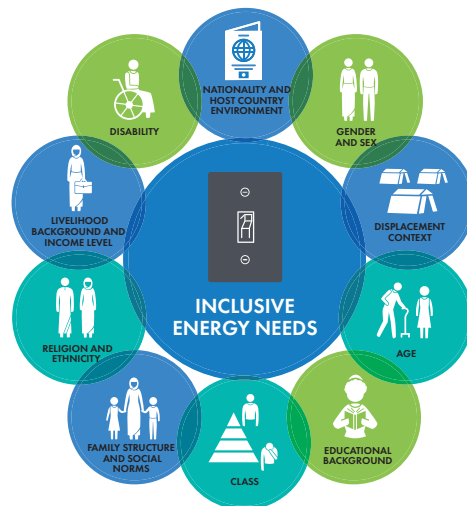 NATIONALITY AND
HOST COUNTRY
ENVIRONMENT
GENDER
AND SEX
DISPLACEMENT
CONTEXT
AGE
EDUCATIONAL
BACKGROUND
CLASS
FAMILY STRUCTURE
AND SOCIAL
NORMS
RELIGION AND
ETHNICITY
LIVELIHOOD
BACKGROUND AND
INCOME LEVEL
DISABILITY
INCLUSIVE
ENERGY NEEDS